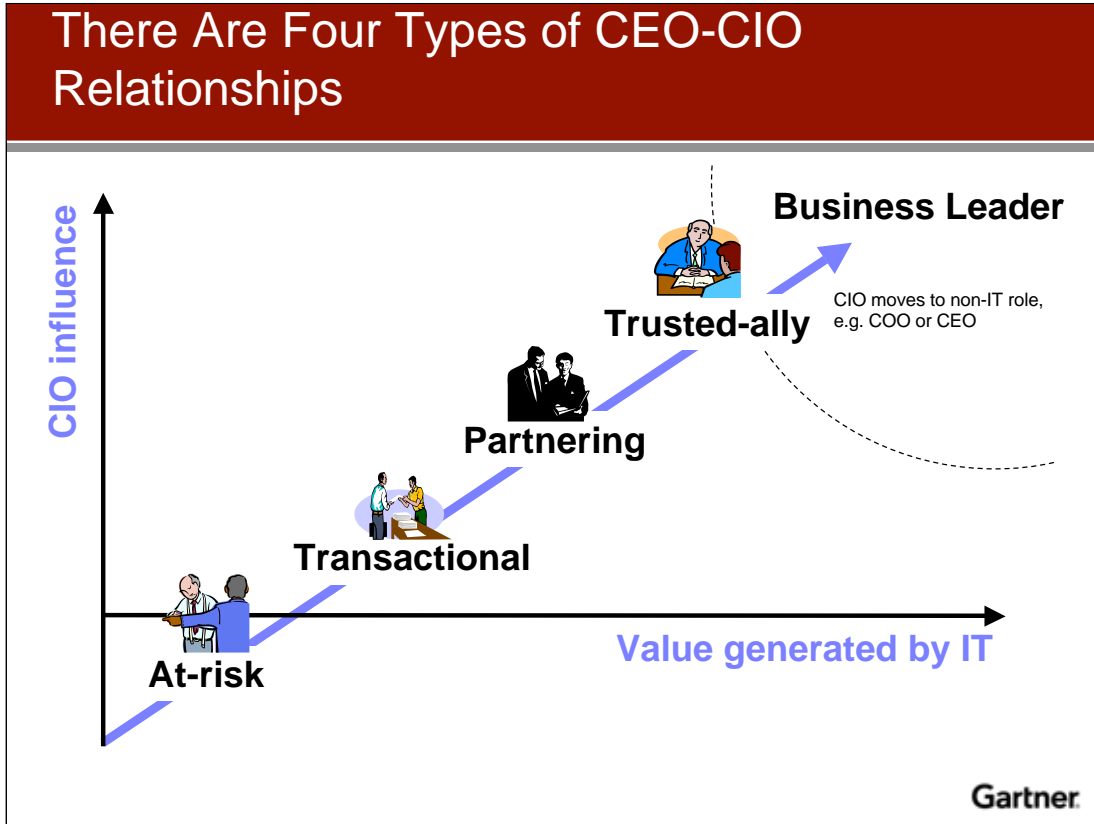 There Are Four Types of CEO-CIO
Relationships
CIO influence
Business Leader
CIO moves to non-IT role,
e.g. COO or CEO
Trusted-ally
Partnering
Transactional
At-risk
Value generated by IT
Gartner